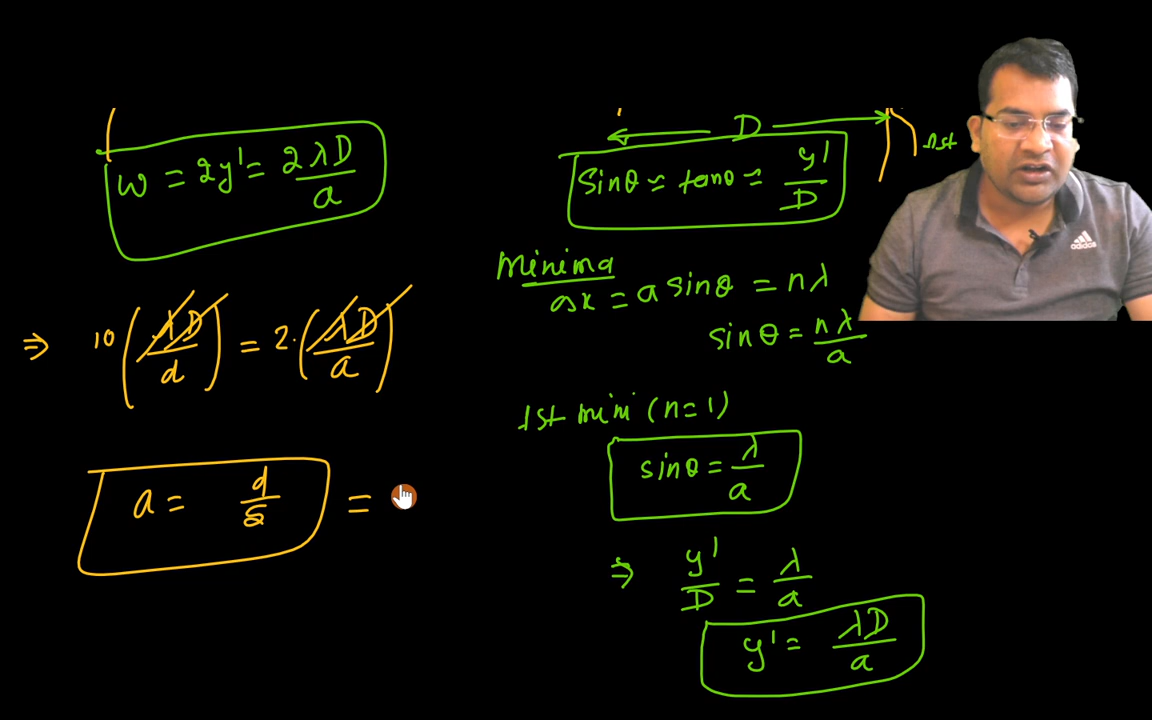 w = 2y' = 2λD/a
⇒ 10 (λD/d) = 2. (λD/a)
a = d/5 =
D
1st
Sinθ ≈ tanθ ≈ y'/D
Minima
= a sinθ = nλ
sinθ = nλ/a
1st mini (n=1)
sinθ = λ/a
⇒ y'/D = λ/a
y' = λD/a
adidas